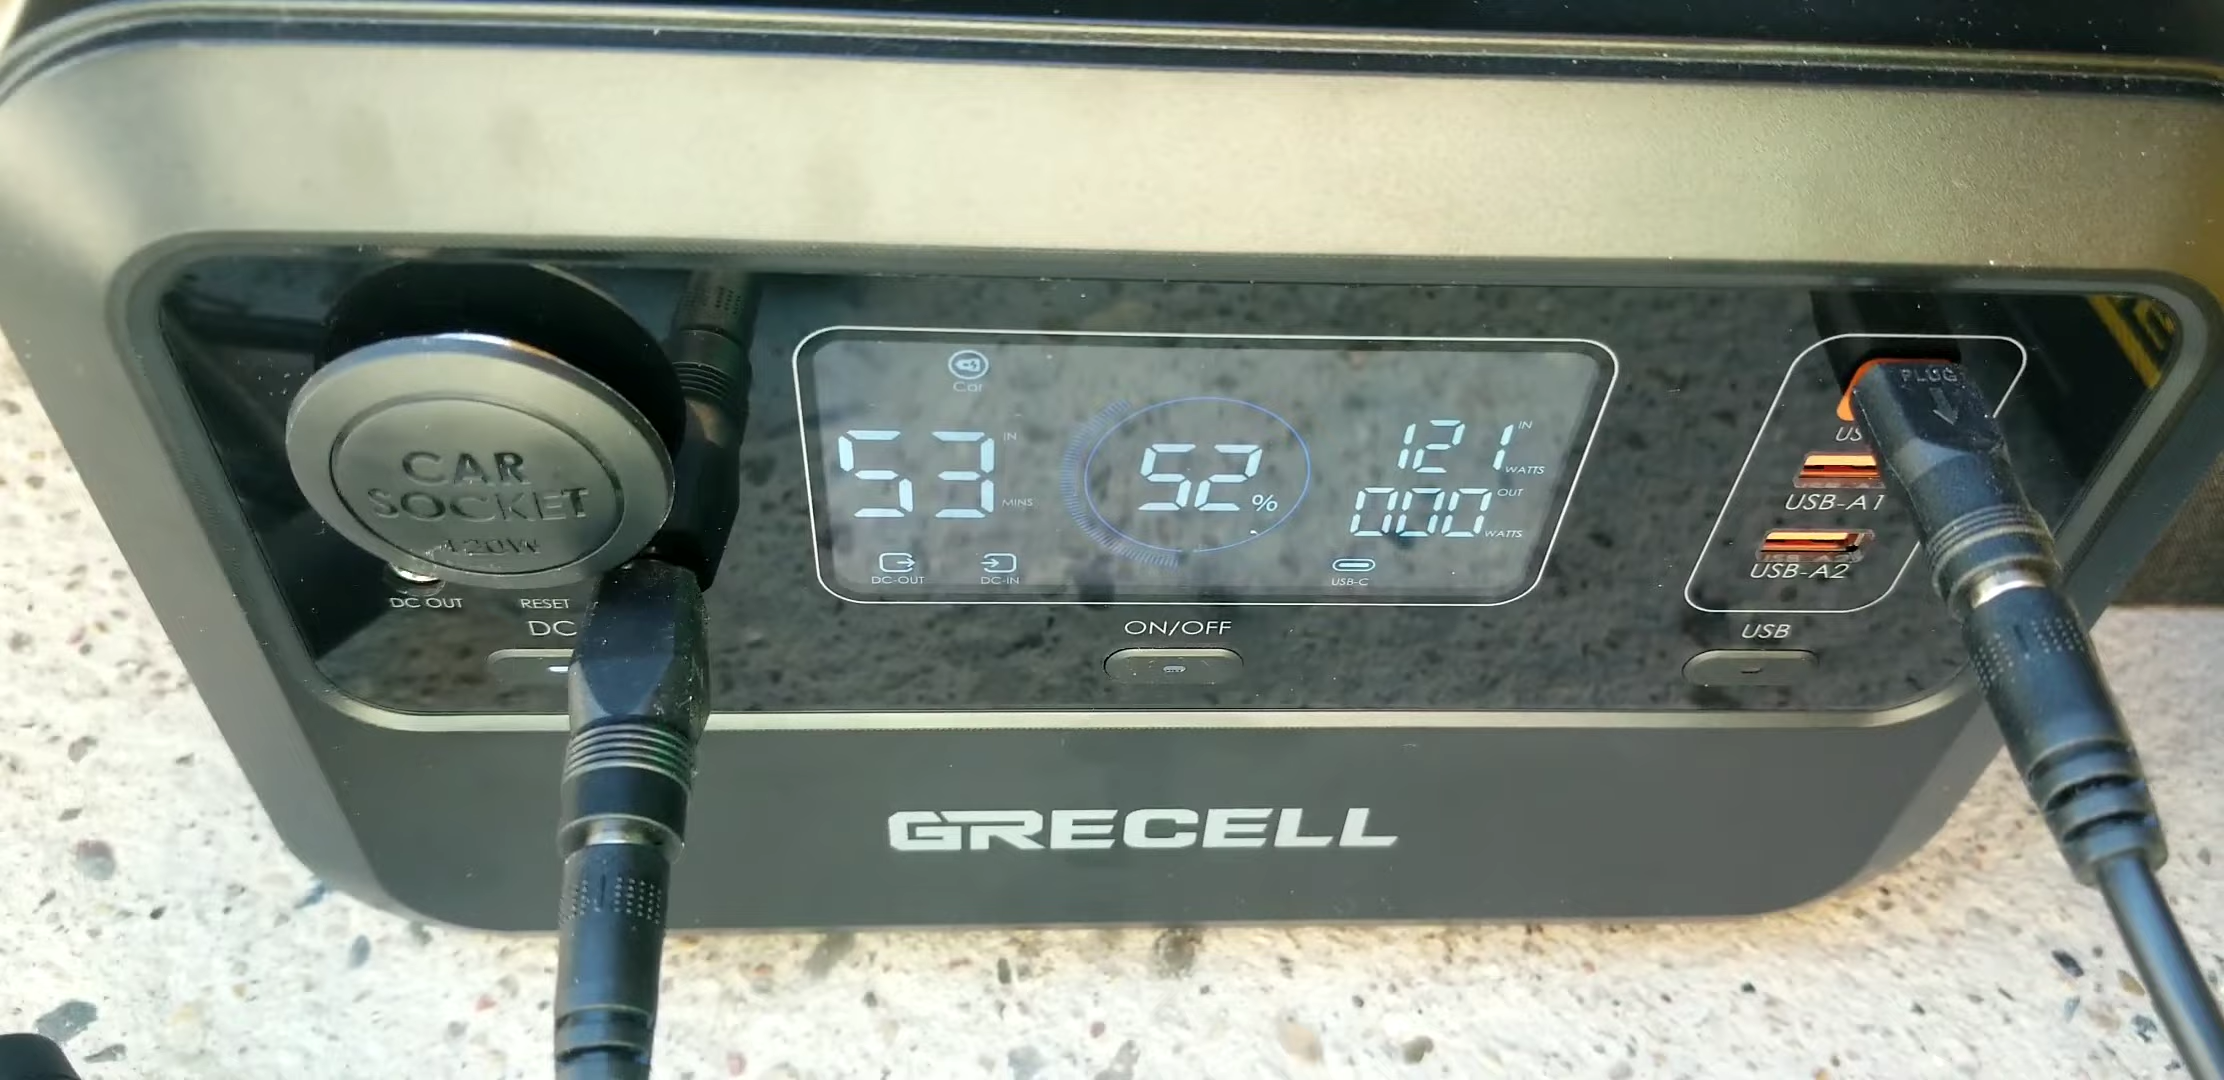 PLUG
Car
CAR
SOCKET
120W
53
IN
MINS
52
%
121
IN
WATTS
000
OUT
WATTS
DC-OUT
DC-IN
USB-C
US
USB-A1
USB-A2
DC OUT
RESET
DC
ON/OFF
USB
GRECELL